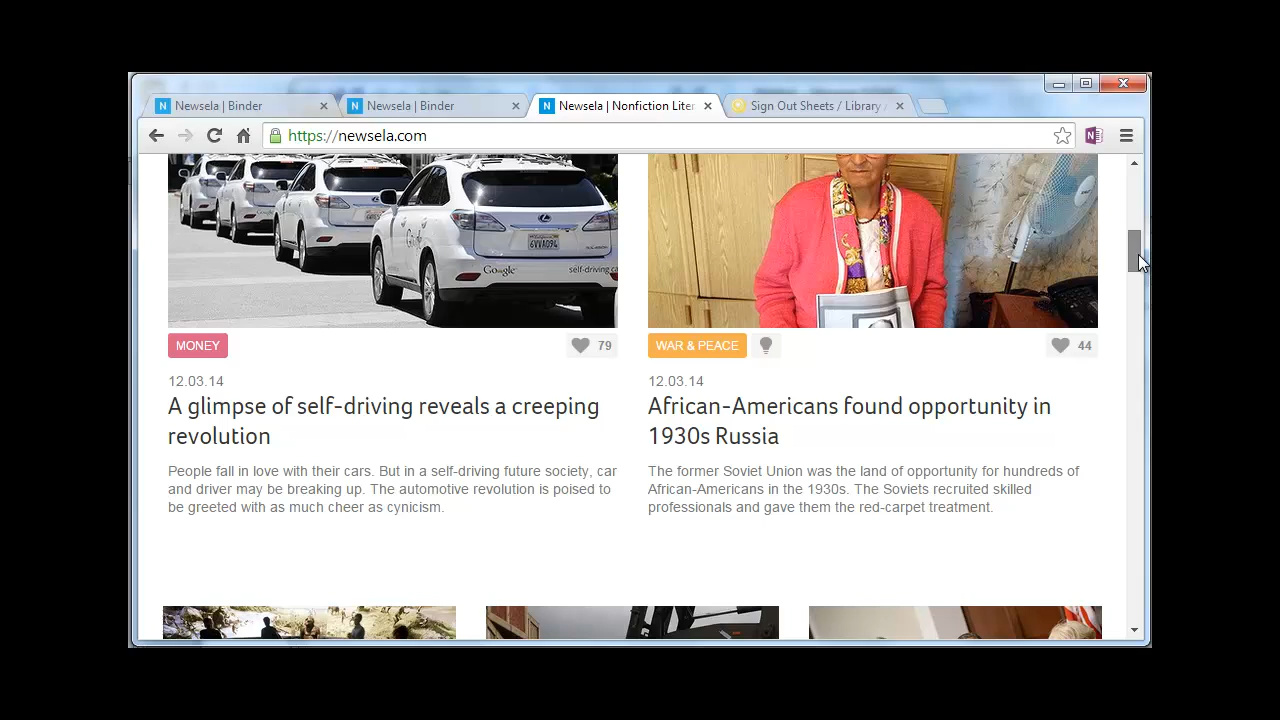 Newsela | Binder
Newsela | Binder
Newsela | Nonfiction Liter
Sign Out Sheets / Library /
https://newsela.com
Google
self-driving ca
6VVA094
MONEY
79
WAR & PEACE
44
12.03.14
A glimpse of self-driving reveals a creeping
revolution
People fall in love with their cars. But in a self-driving future society, car
and driver may be breaking up. The automotive revolution is poised to
be greeted with as much cheer as cynicism.
12.03.14
African-Americans found opportunity in
1930s Russia
The former Soviet Union was the land of opportunity for hundreds of
African-Americans in the 1930s. The Soviets recruited skilled
professionals and gave them the red-carpet treatment.